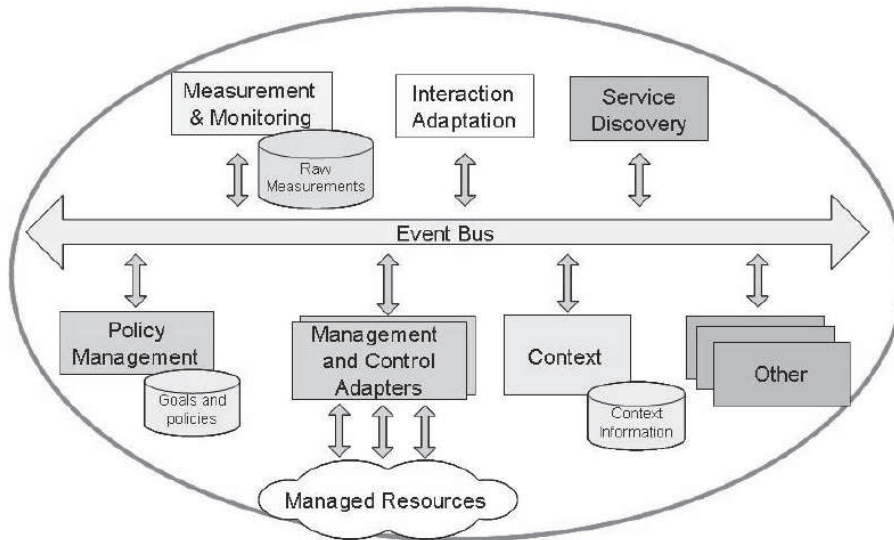 Measurement
& Monitoring
Raw
Measurements
Interaction
Adaptation
Service
Discovery
Event Bus
Policy
Management
Goals and
policies
Management
and Control
Adapters
Context
Context
Information
Other
Managed Resources